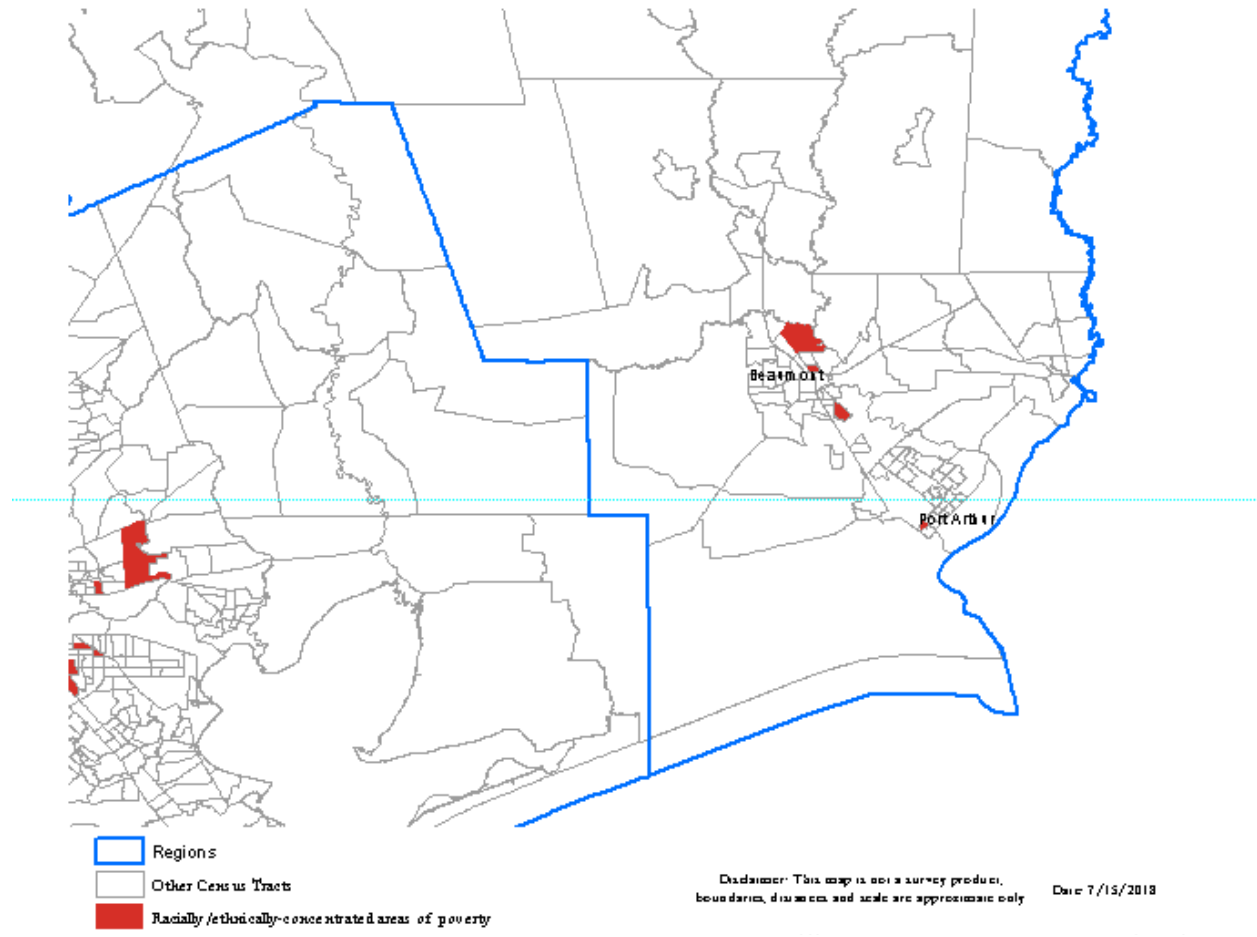 Beaumont
Port Arthur
Regions
Other Census Tracts
Racially/ethnically-concentrated areas of poverty
Disclaimer: This map is not a survey product,
boundaries, distances and scale are approximate only
Date 7/15/2018